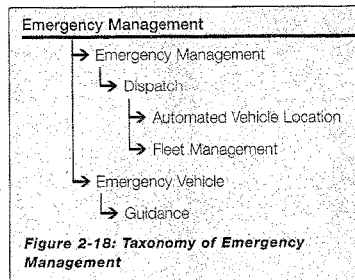 Emergency Management
Emergency Management
Dispatch
Automated Vehicle Location
Fleet Management
Emergency Vehicle
Guidance
Figure 2-18: Taxonomy of Emergency
Management